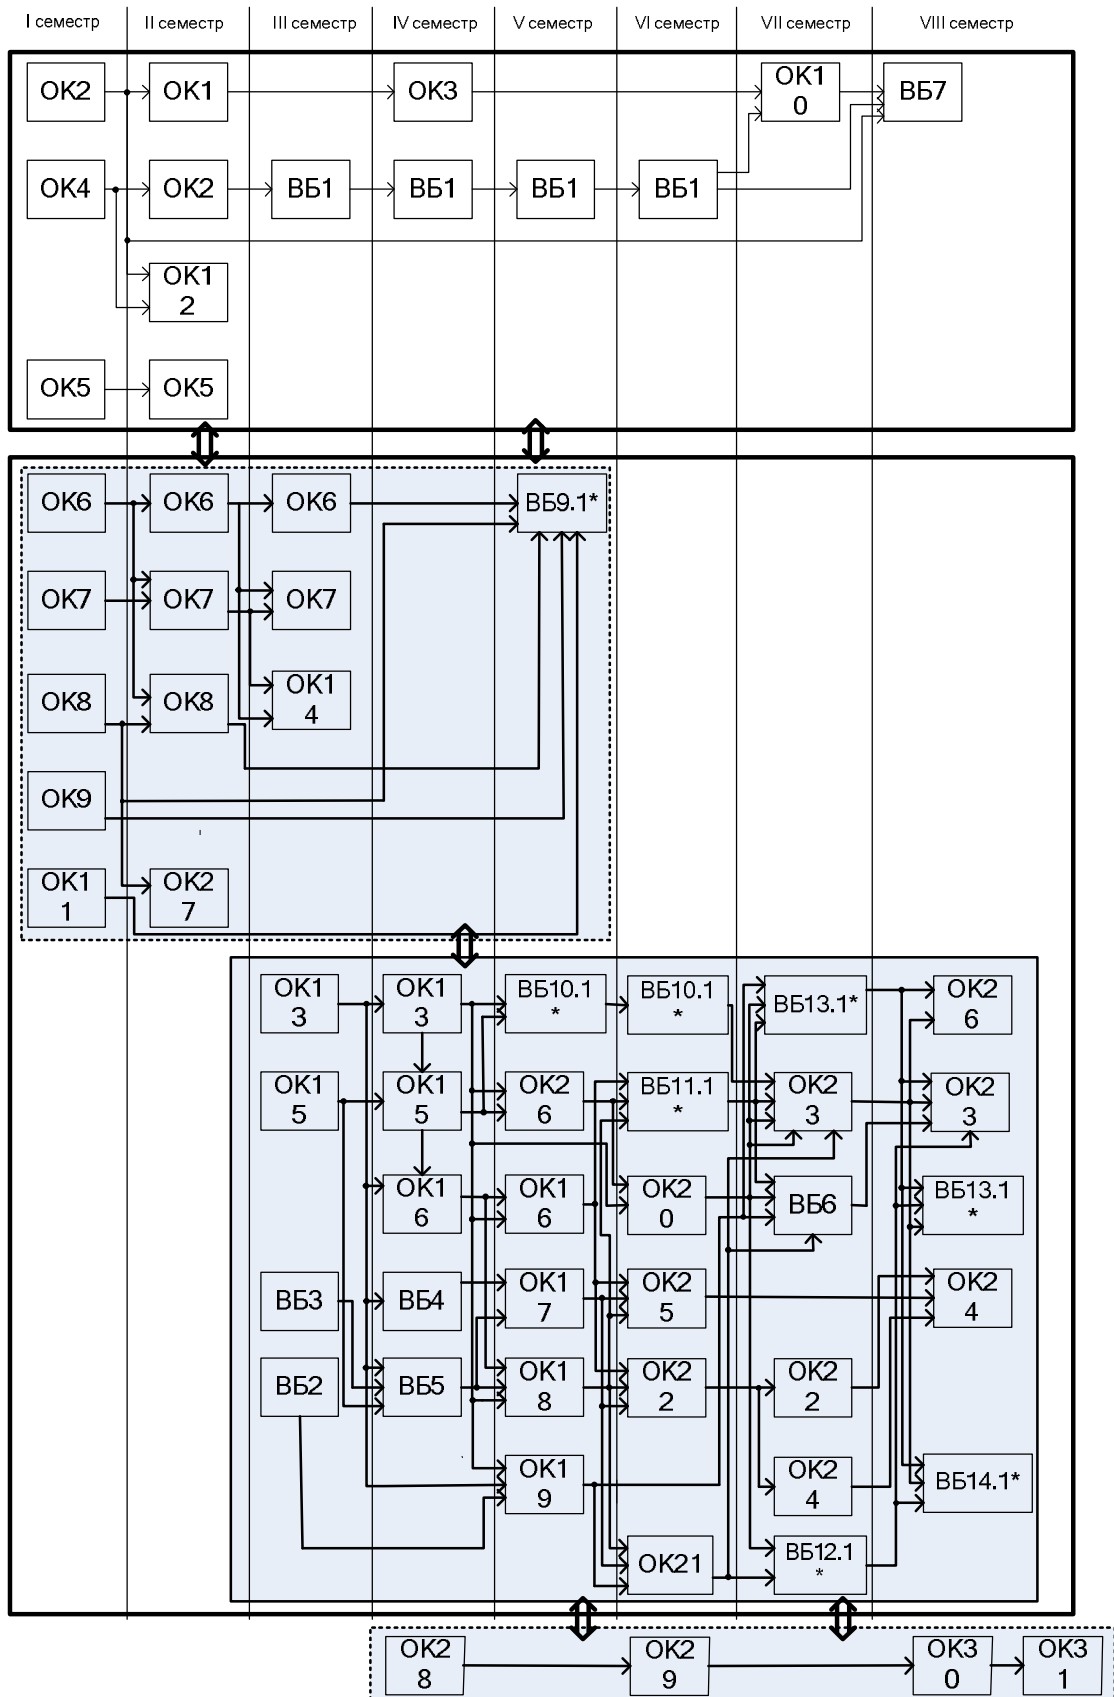 I семестр II семестр III семестр IV семестр V семестр VI семестр VII семестр VIII семестр
ОК2 ОК1 ОК3 ОК1
0 ВБ7
ОК4 ОК2 ВБ1 ВБ1 ВБ1 ВБ1
ОК1
2
ОК5 ОК5
ОК6 ОК6 ОК6 ВБ9.1*
ОК7 ОК7 ОК7
ОК8 ОК8 ОК1
4
ОК9
ОК1
1 ОК2
7
ОК1
3 ОК1
3 ВБ10.1
* ВБ10.1
* ВБ13.1* ОК2
6
ОК1
5 ОК1
5 ОК2
6 ВБ11.1
* ОК2
3 ОК2
3
ОК1
6 ОК1
6 ОК2
0 ВБ6 ВБ13.1
*
ВБ3 ВБ4 ОК1
7 ОК2
5 ОК2
4
ВБ2 ВБ5 ОК1
8 ОК2
2 ОК2
2
ОК1
9 ОК2
4 ВБ14.1*
ОК21 ВБ12.1
*
ОК2
8 ОК2
9 ОК3
0 ОК3
1